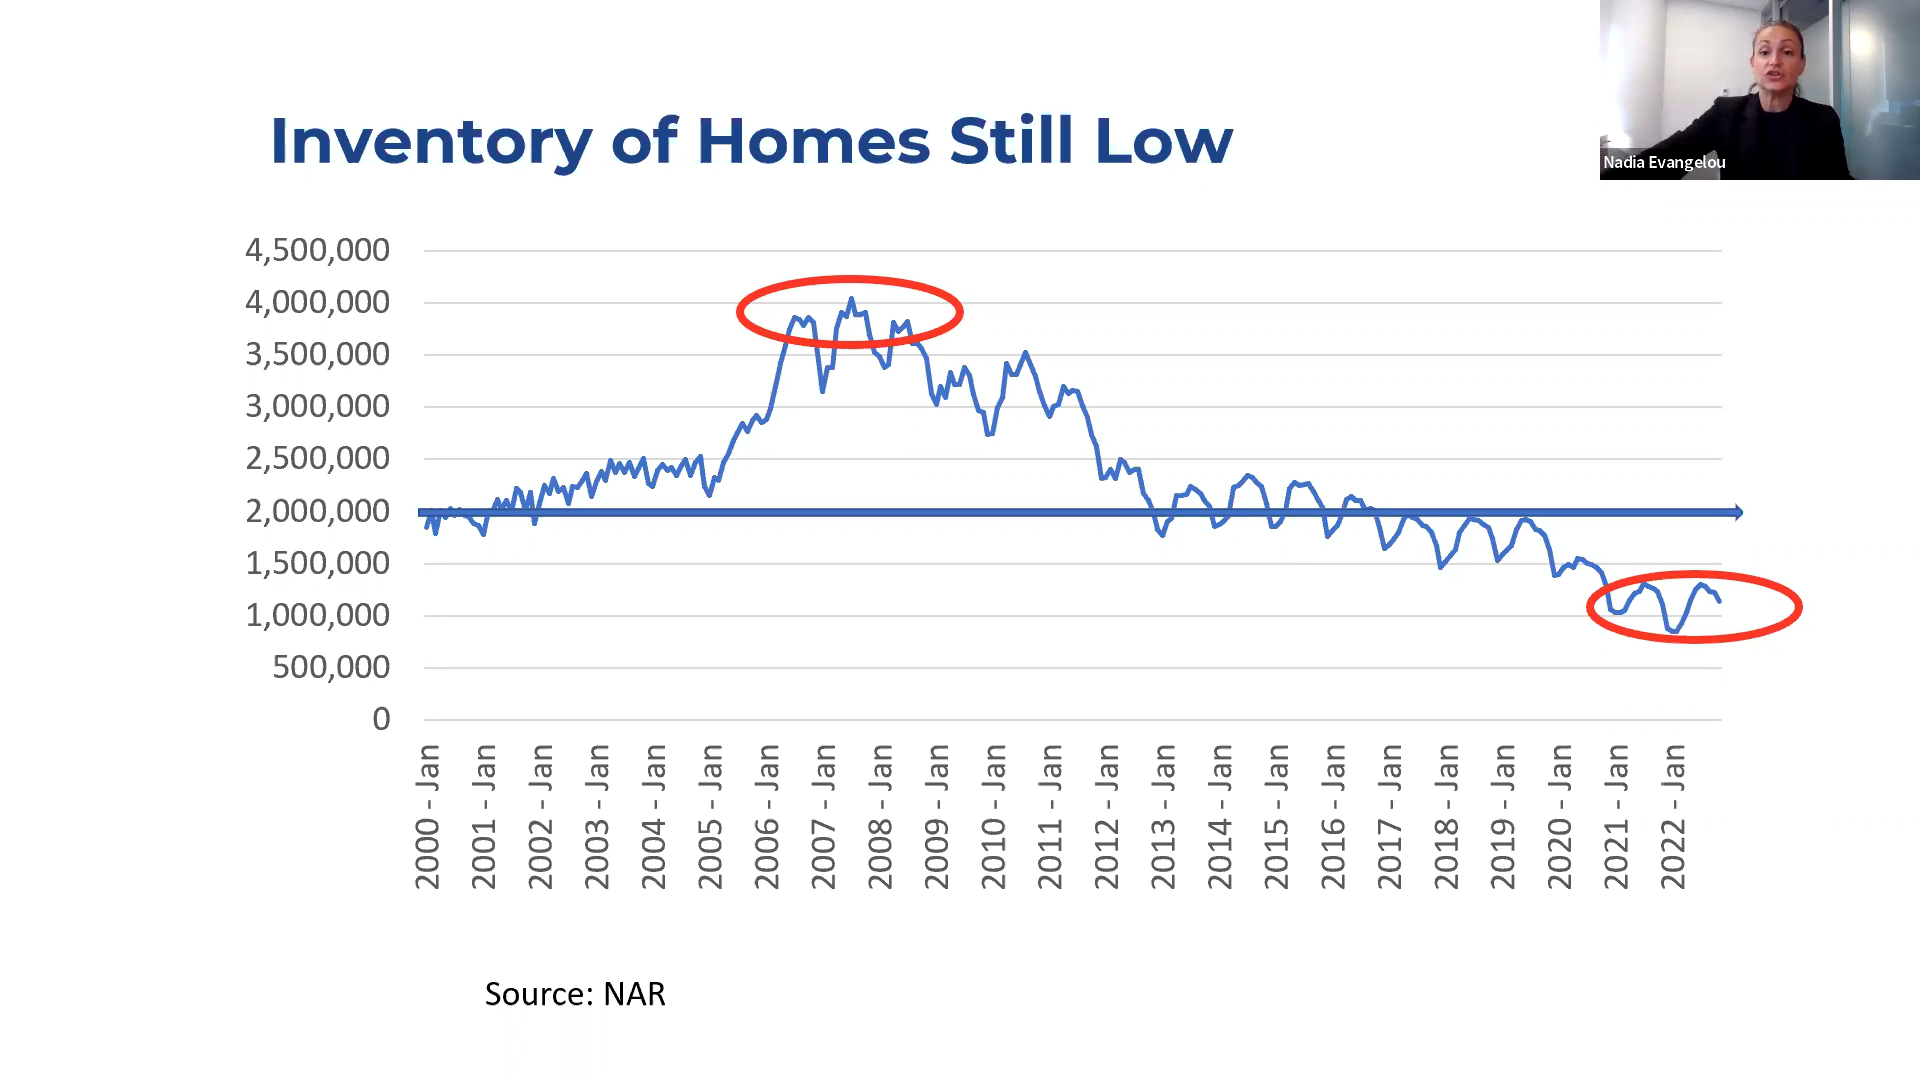 Nadia Evangelou
Inventory of Homes Still Low
4,500,000
4,000,000
3,500,000
3,000,000
2,500,000
2,000,000
1,500,000
1,000,000
500,000
0
2000 - Jan
2001 - Jan
2002 - Jan
2003 - Jan
2004 - Jan
2005 - Jan
2006 - Jan
2007 - Jan
2008 - Jan
2009 - Jan
2010 - Jan
2011 - Jan
2012 - Jan
2013 - Jan
2014 - Jan
2015 - Jan
2016 - Jan
2017 - Jan
2018 - Jan
2019 - Jan
2020 - Jan
2021 - Jan
2022 - Jan
Source: NAR